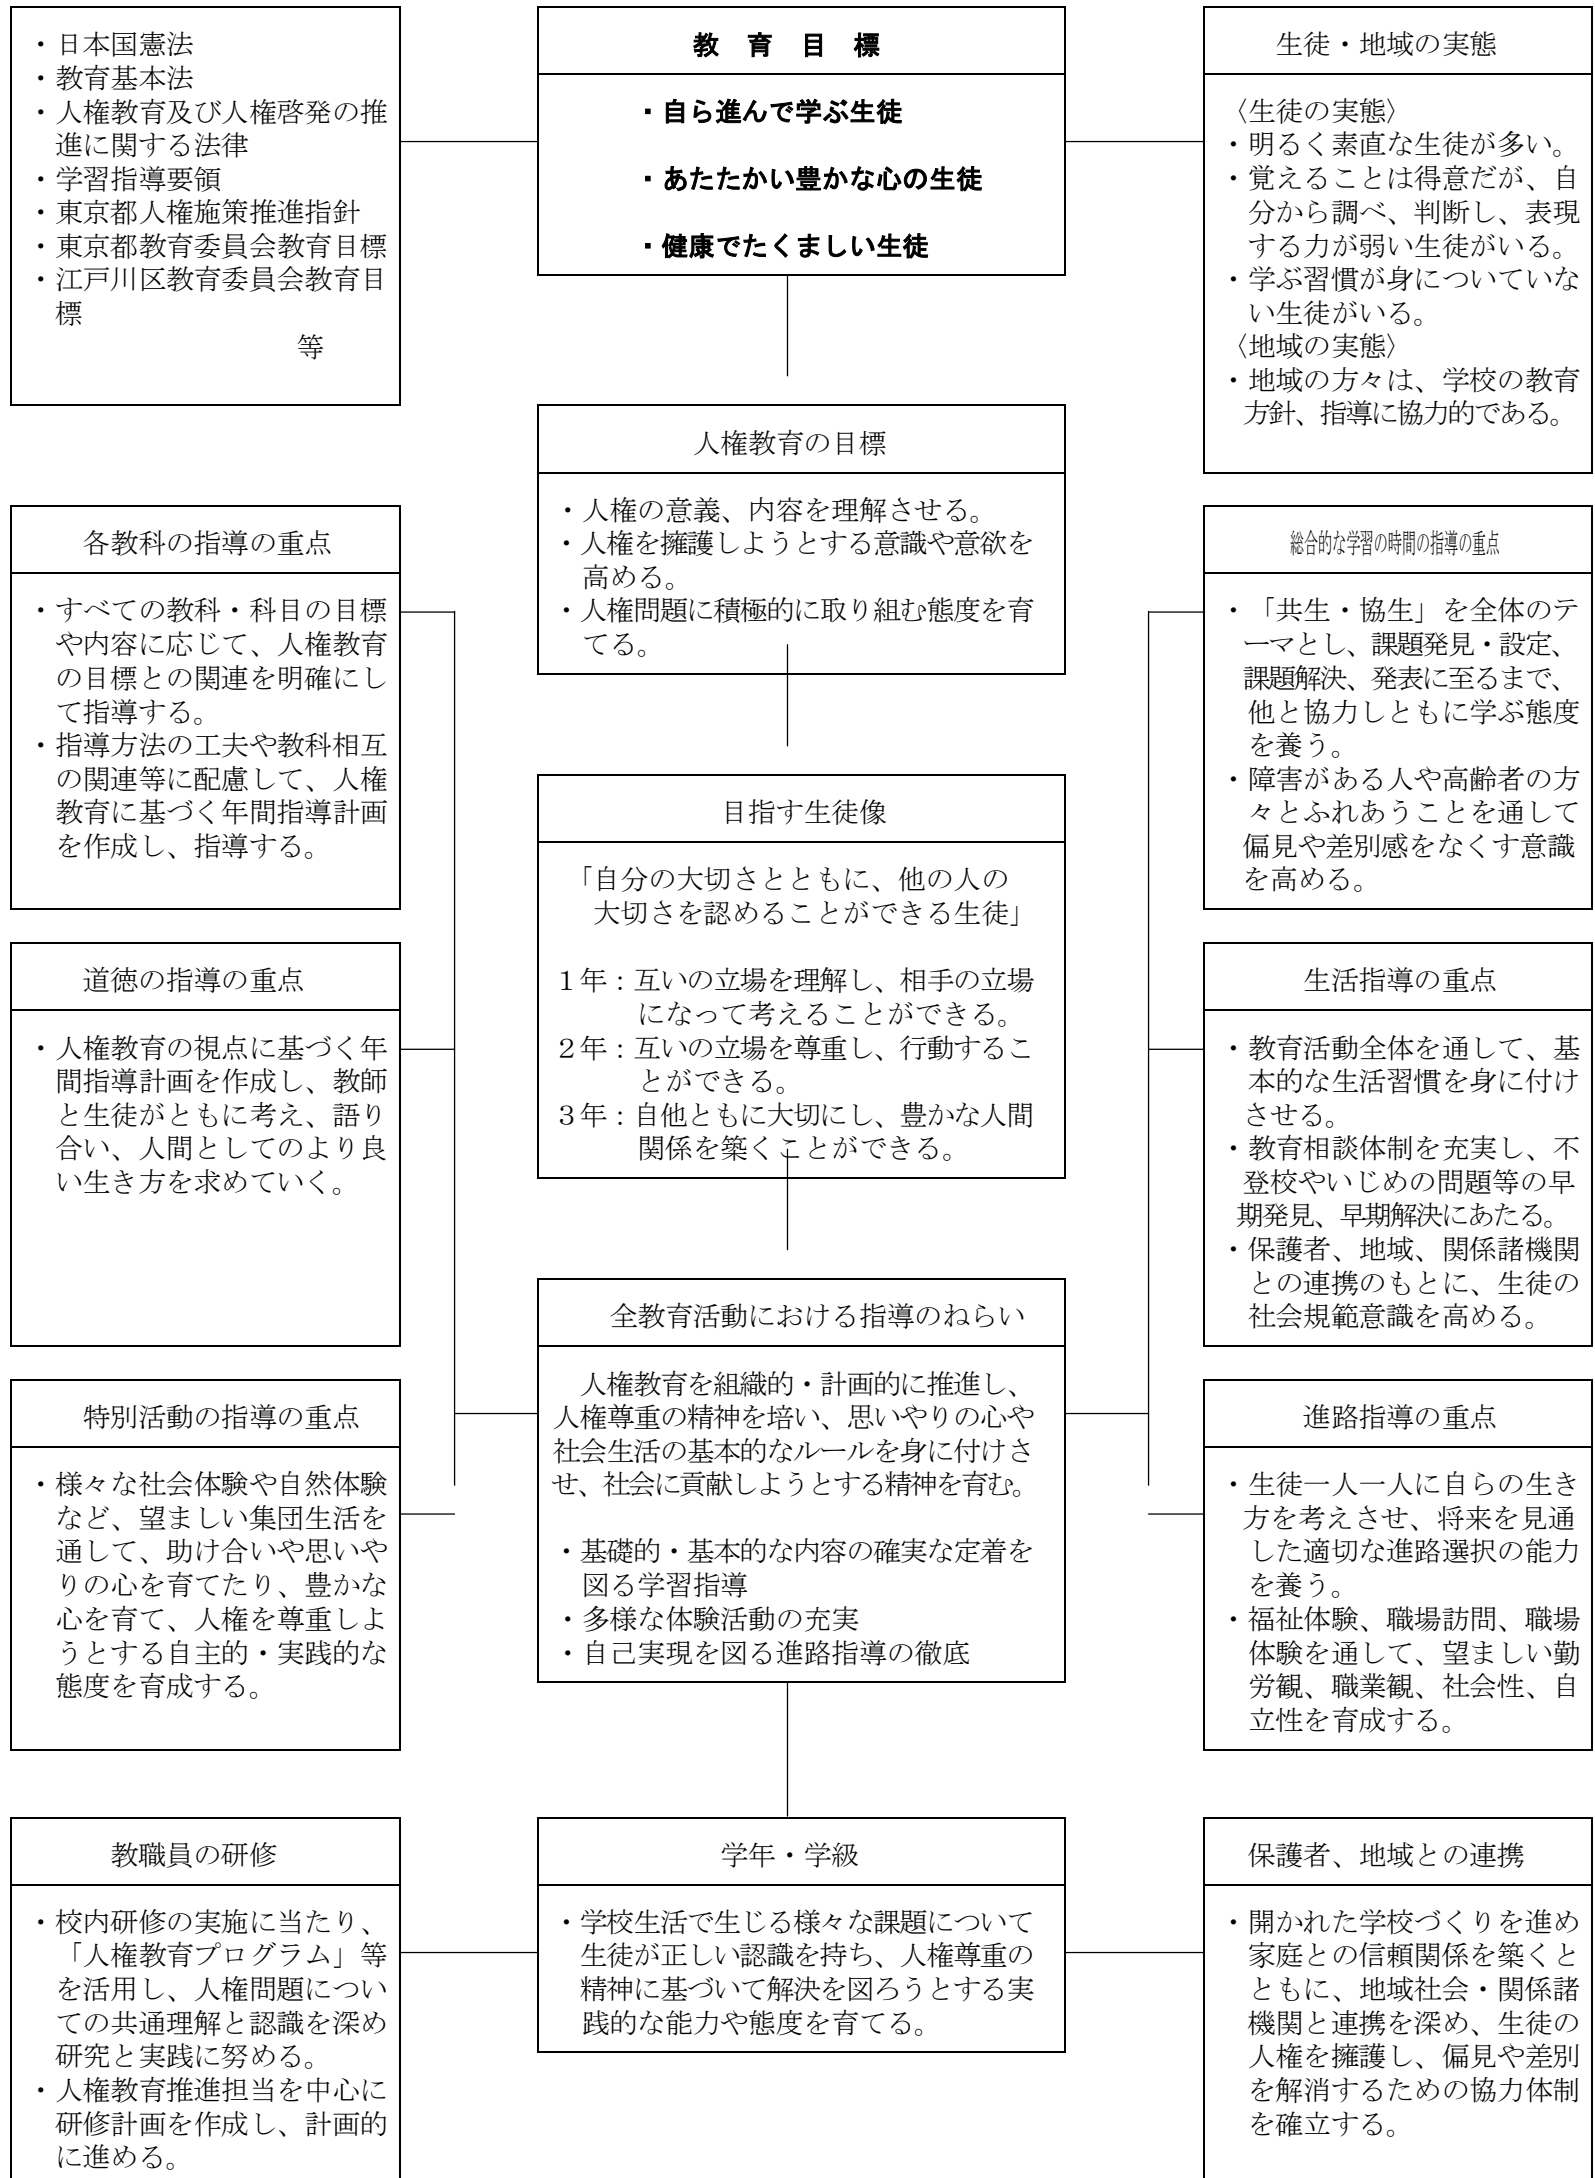 ・日本国憲法
・教育基本法
・人権教育及び人権啓発の推
進に関する法律
・学習指導要領
・東京都人権施策推進指針
・東京都教育委員会教育目標
・江戸川区教育委員会教育目
標
等
教 育 目 標
・自ら進んで学ぶ生徒
・あたたかい豊かな心の生徒
・健康でたくましい生徒
生徒・地域の実態
〈生徒の実態〉
・明るく素直な生徒が多い。
・覚えることは得意だが、自
分から調べ、判断し、表現
する力が弱い生徒がいる。
・学ぶ習慣が身についていな
い生徒がいる。
〈地域の実態〉
・地域の方々は、学校の教育
方針、指導に協力的である。
人権教育の目標
・人権の意義、内容を理解させる。
・人権を擁護しようとする意識や意欲を
高める。
・人権問題に積極的に取り組む態度を育
てる。
各教科の指導の重点
・すべての教科・科目の目標
や内容に応じて、人権教育
の目標との関連を明確にし
て指導する。
・指導方法の工夫や教科相互
の関連等に配慮して、人権
教育に基づく年間指導計画
を作成し、指導する。
総合的な学習の時間の指導の重点
・「共生・協生」を全体のテ
ーマとし、課題発見・設定、
課題解決、発表に至るまで、
他と協力しともに学ぶ態度
を養う。
・障害がある人や高齢者の方
々とふれあうことを通して
偏見や差別感をなくす意識
を高める。
目指す生徒像
「自分の大切さとともに、他の人の
大切さを認めることができる生徒」
1年：互いの立場を理解し、相手の立場
になって考えることができる。
2年：互いの立場を尊重し、行動するこ
とができる。
3年：自他ともに大切にし、豊かな人間
関係を築くことができる。
道徳の指導の重点
・人権教育の視点に基づく年
間指導計画を作成し、教師
と生徒がともに考え、語り
合い、人間としてのより良
い生き方を求めていく。
生活指導の重点
・教育活動全体を通して、基
本的な生活習慣を身に付け
させる。
・教育相談体制を充実し、不
登校やいじめの問題等の早
期発見、早期解決にあたる。
・保護者、地域、関係諸機関
との連携のもとに、生徒の
社会規範意識を高める。
全教育活動における指導のねらい
人権教育を組織的・計画的に推進し、
人権尊重の精神を培い、思いやりの心や
社会生活の基本的なルールを身に付けさ
せ、社会に貢献しようとする精神を育む。
・基礎的・基本的な内容の確実な定着を
図る学習指導
・多様な体験活動の充実
・自己実現を図る進路指導の徹底
特別活動の指導の重点
・様々な社会体験や自然体験
など、望ましい集団生活を
通して、助け合いや思いや
りの心を育てたり、豊かな
心を育て、人権を尊重しよ
うとする自主的・実践的な
態度を育成する。
進路指導の重点
・生徒一人一人に自らの生き
方を考えさせ、将来を見通
した適切な進路選択の能力
を養う。
・福祉体験、職場訪問、職場
体験を通して、望ましい勤
労観、職業観、社会性、自
立性を育成する。
教職員の研修
・校内研修の実施に当たり、
「人権教育プログラム」等
を活用し、人権問題につい
ての共通理解と認識を深め
研究と実践に努める。
・人権教育推進担当を中心に
研修計画を作成し、計画的
に進める。
学年・学級
・学校生活で生じる様々な課題について
生徒が正しい認識を持ち、人権尊重の
精神に基づいて解決を図ろうとする実
践的な能力や態度を育てる。
保護者、地域との連携
・開かれた学校づくりを進め
家庭との信頼関係を築くと
ともに、地域社会・関係諸
機関と連携を深め、生徒の
人権を擁護し、偏見や差別
を解消するための協力体制
を確立する。